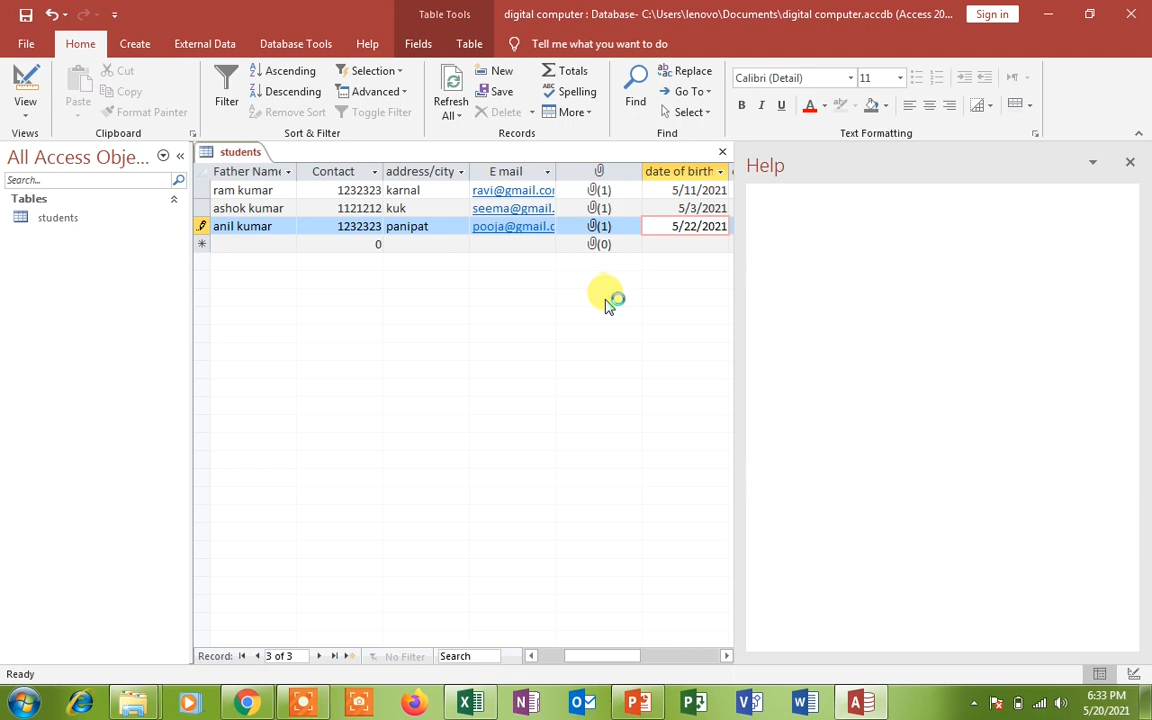 Table Tools
digital computer : Database- C:\Users\lenovo\Documents\digital computer.accdb (Access 20...
Sign in
File Home Create External Data Database Tools Help Fields Table Tell me what you want to do
View
Views
Paste
Cut
Copy
Format Painter
Clipboard
Filter
Ascending
Descending
Remove Sort
Selection
Advanced
Toggle Filter
Sort & Filter
Refresh
All
New
Save
Delete
Totals
Spelling
More
Records
Find
Replace
Go To
Select
Find
Calibri (Detail) 11
B I U A
Text Formatting
All Access Obje...
Search...
Tables
students
students
Father Name Contact address/city E mail date of birth
ram kumar 1232323 karnal ravi@gmail.cor (1) 5/11/2021
ashok kumar 1121212 kuk seema@gmail. (1) 5/3/2021
anil kumar 1232323 panipat pooja@gmail.c (1) 5/22/2021
0 (0)
Help
Record: 3 of 3 No Filter Search
Ready
6:33 PM
5/20/2021